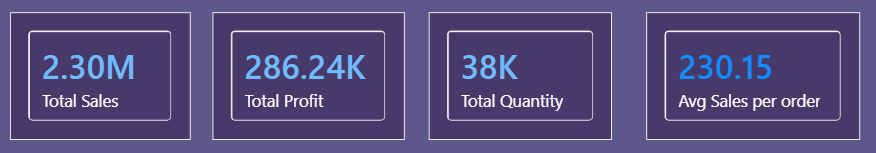 2.30M
Total Sales
286.24K
Total Profit
38K
Total Quantity
230.15
Avg Sales per order